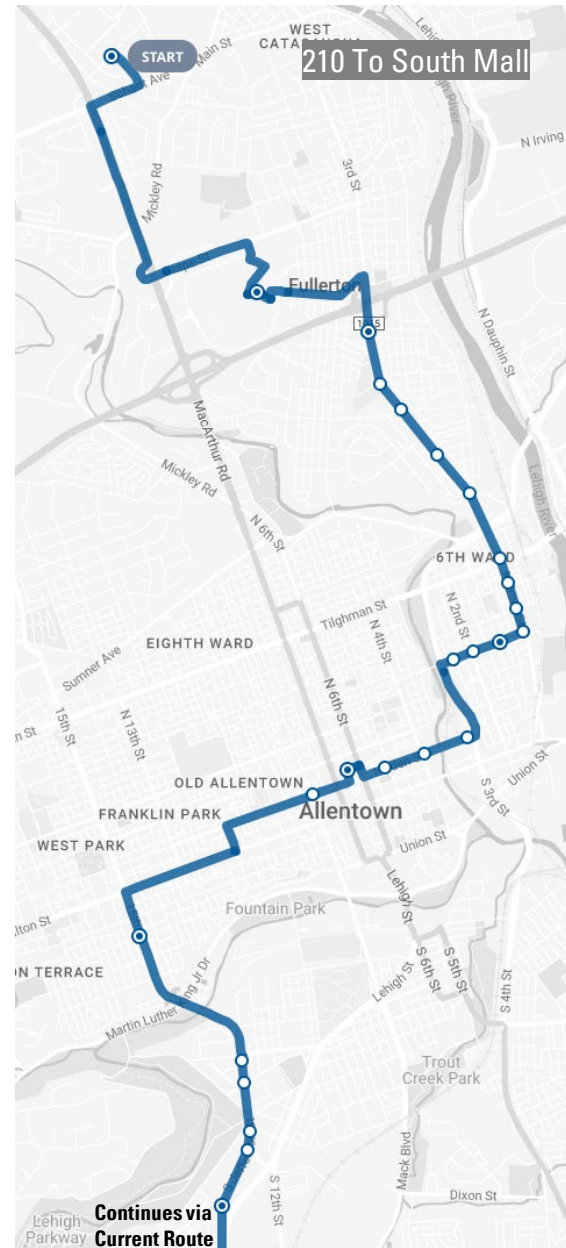 WEST
START
Main St
210 To South Mall
Lehigh River
N Irving
Mickley Rd
3rd St
Fullerton
N Dauphin St
MacArthur Rd
Lehigh River
Mickley Rd
N 6th St
6TH WARD
Tilghman St
N 2nd St
EIGHTH WARD
N 4th St
Sumner Ave
N 6th St
15th St
N 13th St
Union St
OLD ALLENTOWN
S 3rd St
FRANKLIN PARK
Allentown
WEST PARK
Union St
Lehigh St
Fountain Park
S 6th St
S 5th St
S 4th St
Lehigh St
Martin Luther King Jr Dr
Trout
Creek Park
Mack Blvd
S 12th St
Dixon St
Continues via
Current Route
Lehigh
Parkway